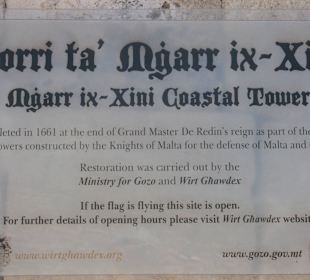 orri ta' Mġarr ix-Xi
Mġarr ix-Xini Coastal Tower
leted in 1661 at the end of Grand Master De Redin's reign as part of the
owers constructed by the Knights of Malta for the defense of Malta and
Restoration was carried out by the
Ministry for Gozo and Wirt Għawdex
If the flag is flying this site is open.
For further details of opening hours please visit Wirt Għawdex websit
www.wirtghawdex.org www.gozo.gov.mt